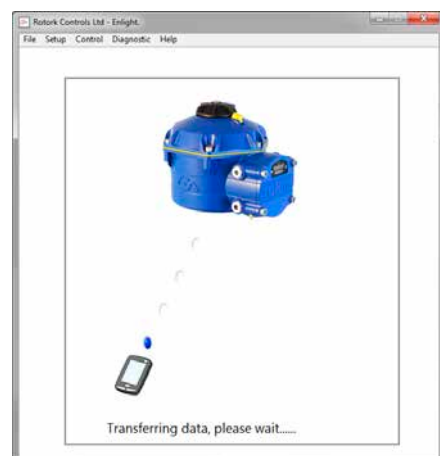 Rotork Controls Ltd - Enlight.
File Setup Control Diagnostic Help
Transferring data, please wait......